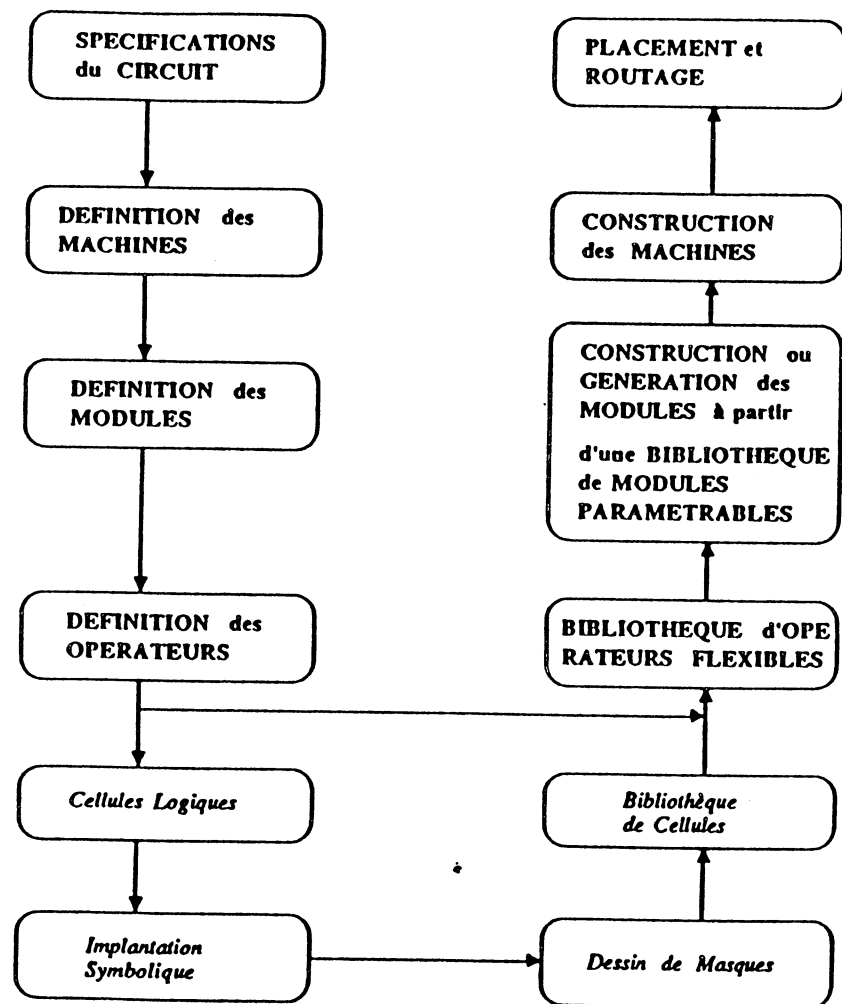 SPECIFICATIONS
du CIRCUIT
DEFINITION des
MACHINES
DEFINITION des
MODULES
DEFINITION des
OPERATEURS
Cellules Logiques
Implantation
Symbolique
PLACEMENT et
ROUTAGE
CONSTRUCTION
des MACHINES
CONSTRUCTION ou
GENERATION des
MODULES à partir
d'une BIBLIOTHEQUE
de MODULES
PARAMETRABLES
BIBLIOTHEQUE d'OPE
RATEURS FLEXIBLES
Bibliothèque
de Cellules
Dessin de Masques